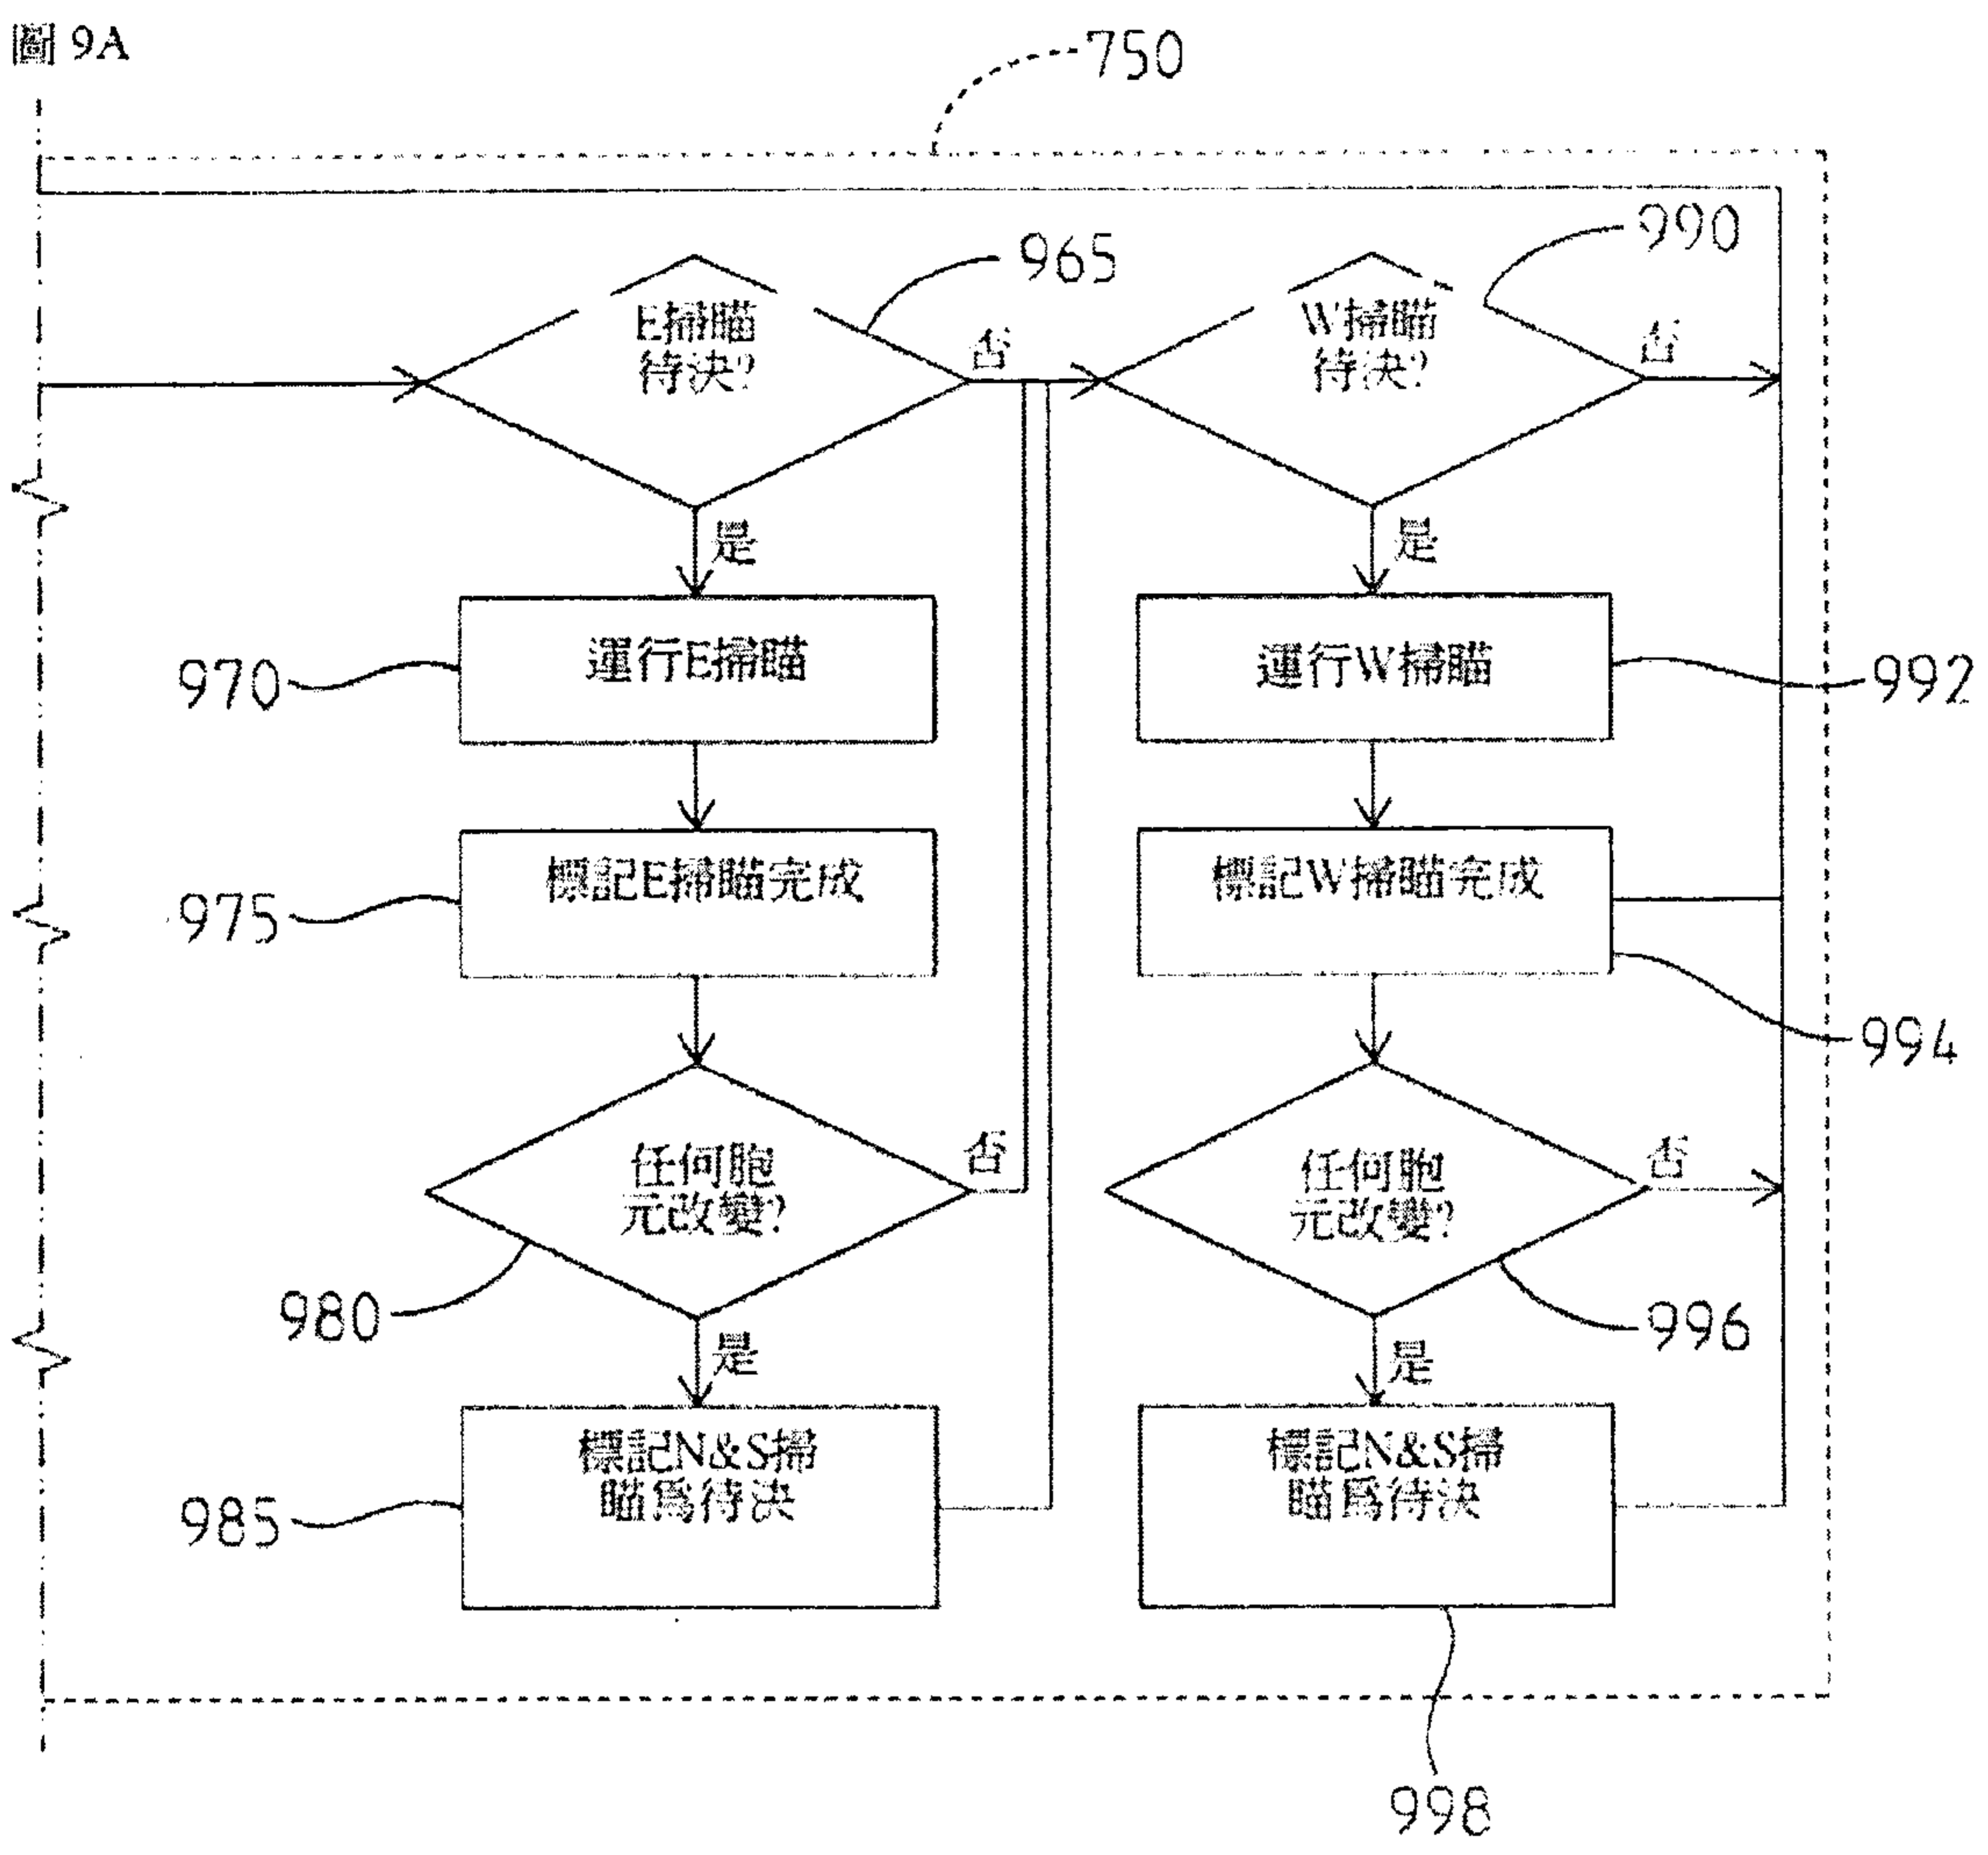 圖 9A
750
E掃瞄
待決?
965
否
W掃瞄
待決?
990
否
是
是
運行E掃瞄
970
運行W掃瞄
992
標記E掃瞄完成
975
標記W掃瞄完成
994
任何胞
元改變?
否
980
任何胞
元改變?
否
996
是
是
標記N&S掃
瞄爲待決
985
標記N&S掃
瞄爲待決
998